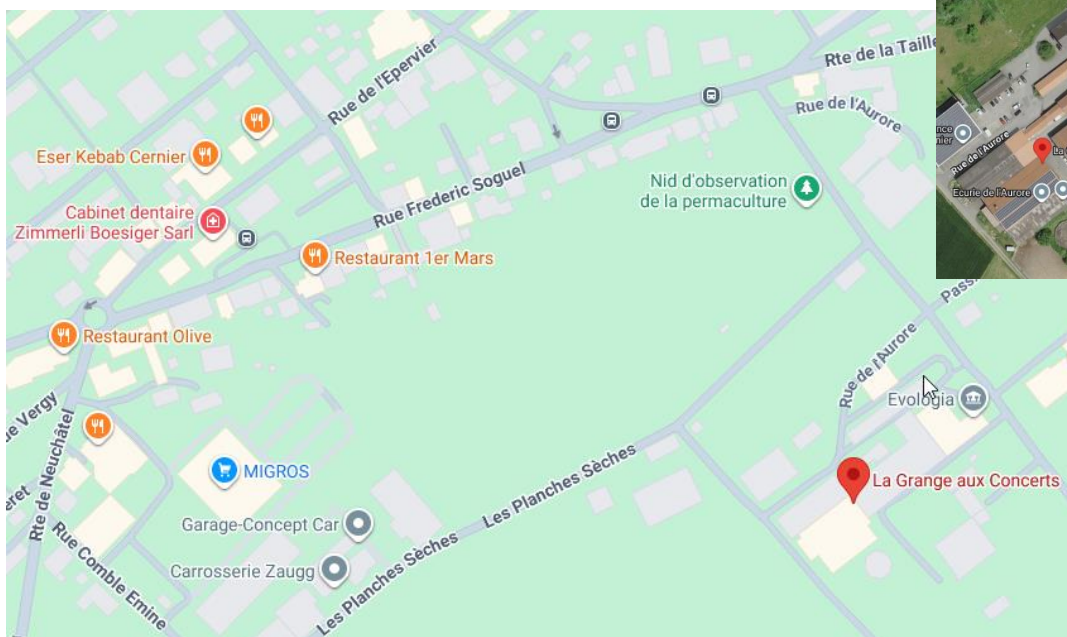 Rue de l'Epervier
Rte de la Taille
Rue de l'Aurore
Eser Kebab Cernier
Rue Frederic Soguel
Nid d'observation
de la permaculture
Cabinet dentaire
Zimmerli Boesiger Sarl
Restaurant 1er Mars
Restaurant Olive
Rue de l'Aurore
Evologia
de Vergy
Rte de Neuchâtel
MIGROS
Les Planches Sèches
La Grange aux Concerts
Garage-Concept Car
Rue Comble Emine
Carrosserie Zaugg
Les Planches Sèches
Rue de l'Aurore
Ecurie de l'Aurore